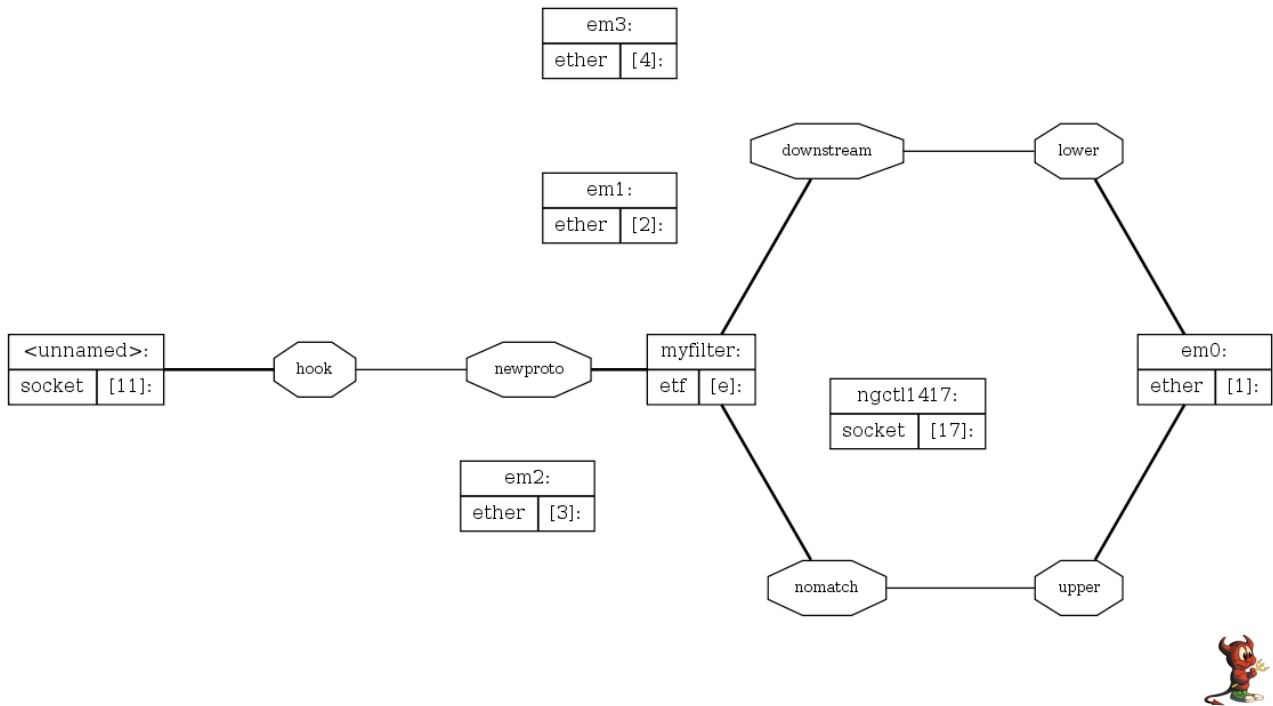 em3:
ether [4]:
downstream
lower
em1:
ether [2]:
<unnamed>:
socket [11]:
hook
newproto
myfilter:
etf [e]:
em0:
ether [1]:
ngctl1417:
socket [17]:
em2:
ether [3]:
nomatch
upper